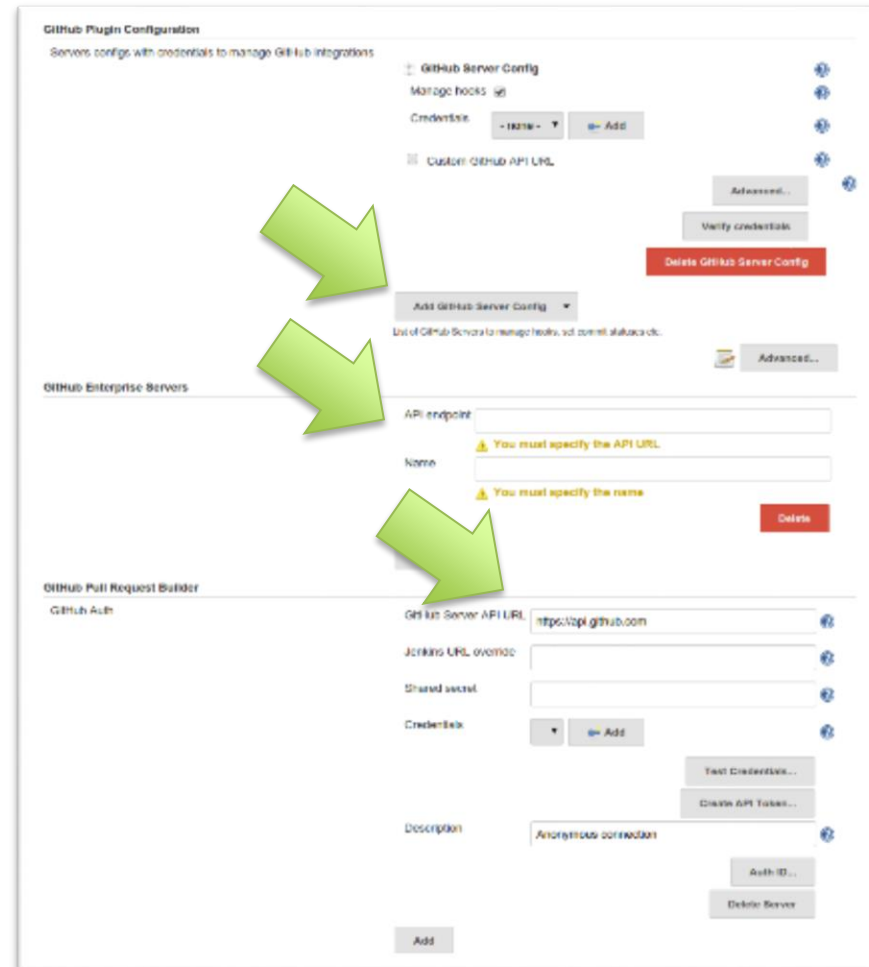 GitHub Plugin Configuration
Servers configs with credentials to manage GitHub integrations
GitHub Server Config
Manage hooks
Credentials
- none -
Add
Custom GitHub API URL
Advanced...
Verify credentials
Delete GitHub Server Config
Add GitHub Server Config
List of GitHub Servers to manage hooks, set commit statuses etc.
Advanced...
GitHub Enterprise Servers
API endpoint
You must specify the API URL
Name
You must specify the name
Delete
GitHub Pull Request Builder
GitHub Auth
GitHub Server API URL
https://api.github.com
Jenkins URL override
Shared secret
Credentials
Add
Test Credentials...
Create API Token...
Description
Anonymous connection
Auth ID...
Delete Server
Add